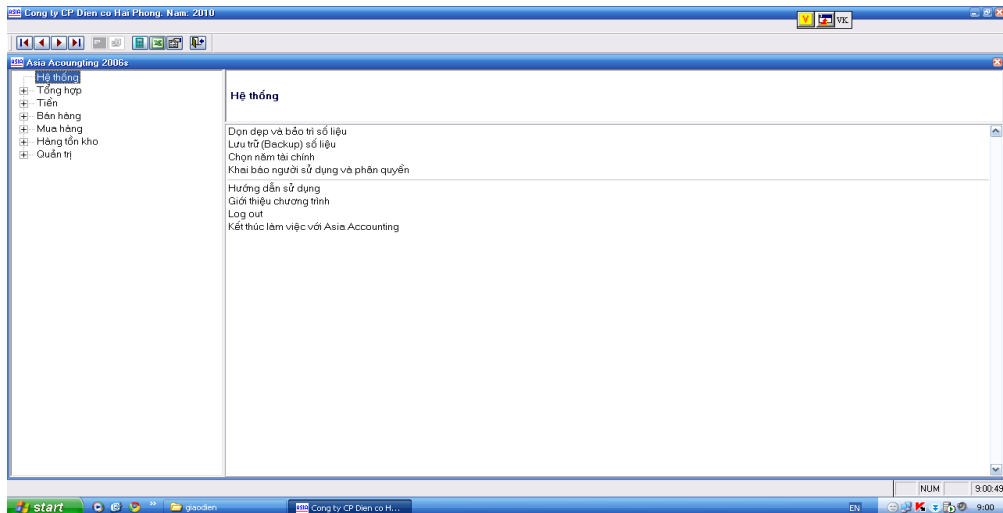 ASIA Cong ty CP Dien co Hai Phong. Nam: 2010
V VK
ASIA Asia Acoungting 2006s
Hệ thống
Tổng hợp
Tiền
Bán hàng
Mua hàng
Hàng tồn kho
Quản trị
Hệ thống
Dọn dẹp và bảo trì số liệu
Lưu trữ (Backup) số liệu
Chọn năm tài chính
Khai báo người sử dụng và phân quyền
Hướng dẫn sử dụng
Giới thiệu chương trình
Log out
Kết thúc làm việc với Asia Accounting
NUM 9:00:49
start giaodien ASIA Cong ty CP Dien co H... EN 9:00